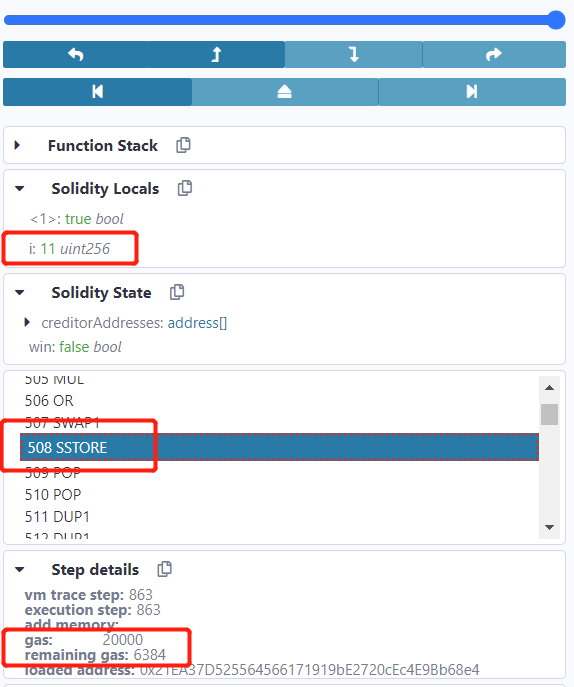 Function Stack
Solidity Locals
<1>: true bool
i: 11 uint256
Solidity State
creditorAddresses: address[]
win: false bool
505 MUL
506 OR
507 SWAP1
508 SSTORE
509 POP
510 POP
511 DUP1
512 DUP1
Step details
vm trace step: 863
execution step: 863
add memory:
gas: 20000
remaining gas: 6384
loaded address: 0x21EA37D525564566171919bE2720cEc4E9Bb68e4